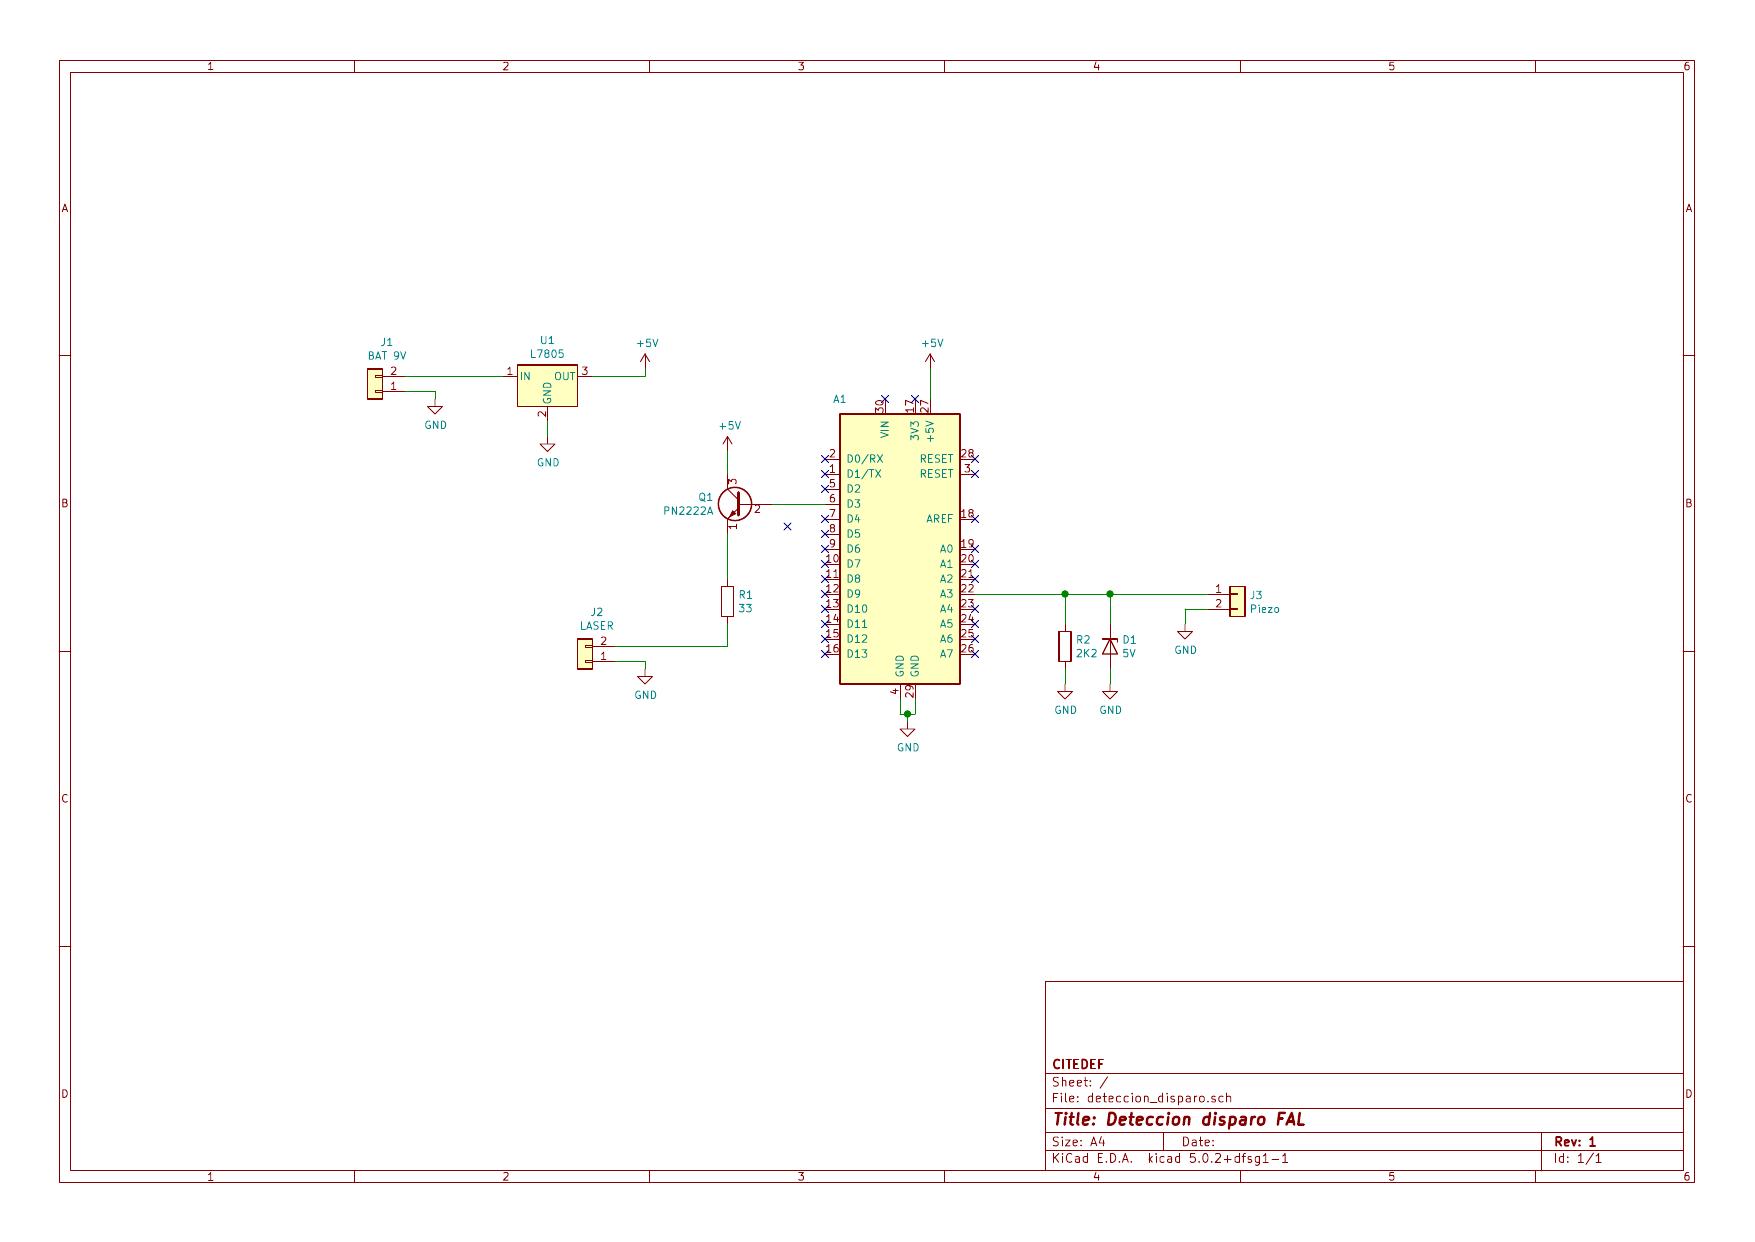 1 2 3 4 5 6
A A
B B
C C
D D
J1
BAT 9V
2
1
GND
U1
L7805
1 IN OUT 3
GND
2
GND
+5V
+5V
Q1
PN2222A
3
2
1
R1
33
J2
LASER
2
1
GND
+5V
A1
30 17 27
VIN 3V3 +5V
2 D0/RX RESET 28
1 D1/TX RESET 3
5 D2
6 D3
7 D4 AREF 18
8 D5
9 D6 A0 19
10 D7 A1 20
11 D8 A2 21
12 D9 A3 22
13 D10 A4 23
14 D11 A5 24
15 D12 A6 25
16 D13 A7 26
GND GND
4 29
GND
R2
2K2
GND
D1
5V
GND
1
2
J3
Piezo
GND
CITEDEF
Sheet: /
File: deteccion_disparo.sch
Title: Deteccion disparo FAL
Size: A4 Date: Rev: 1
KiCad E.D.A. kicad 5.0.2+dfsg1-1 Id: 1/1
1 2 3 4 5 6